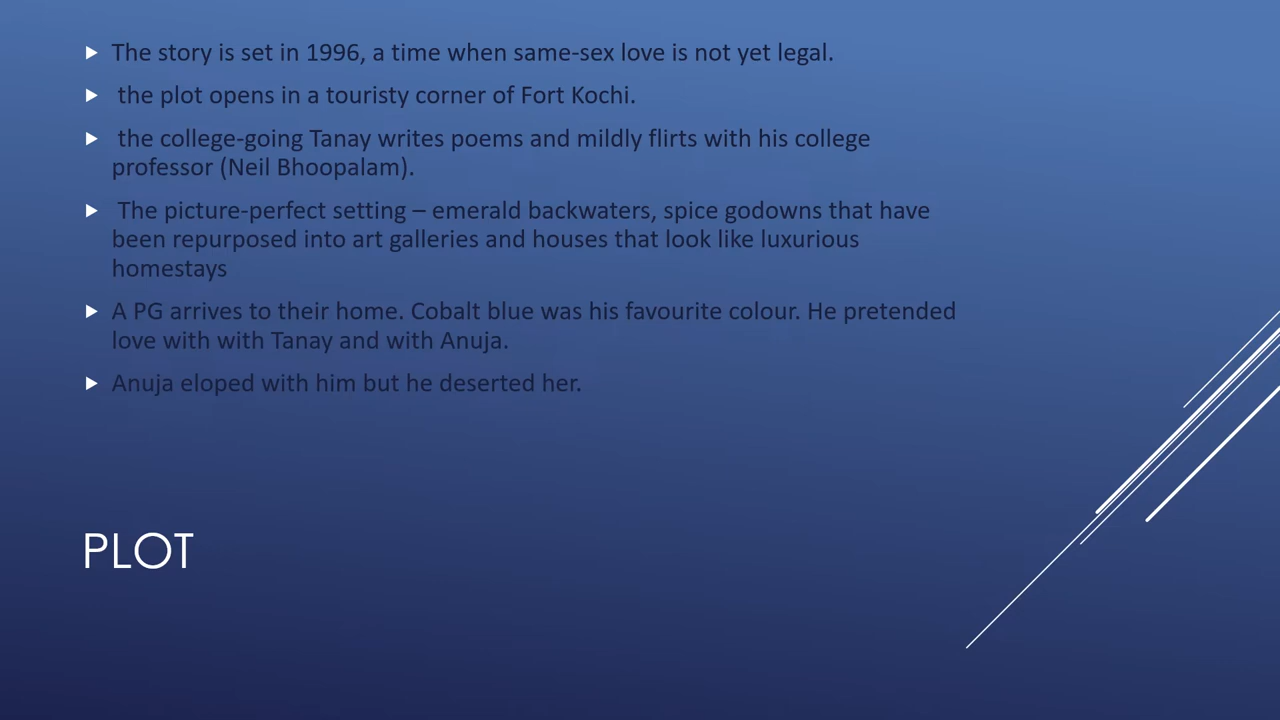 The story is set in 1996, a time when same-sex love is not yet legal.
the plot opens in a touristy corner of Fort Kochi.
the college-going Tanay writes poems and mildly flirts with his college
professor (Neil Bhoopalam).
The picture-perfect setting – emerald backwaters, spice godowns that have
been repurposed into art galleries and houses that look like luxurious
homestays
A PG arrives to their home. Cobalt blue was his favourite colour. He pretended
love with with Tanay and with Anuja.
Anuja eloped with him but he deserted her.
PLOT